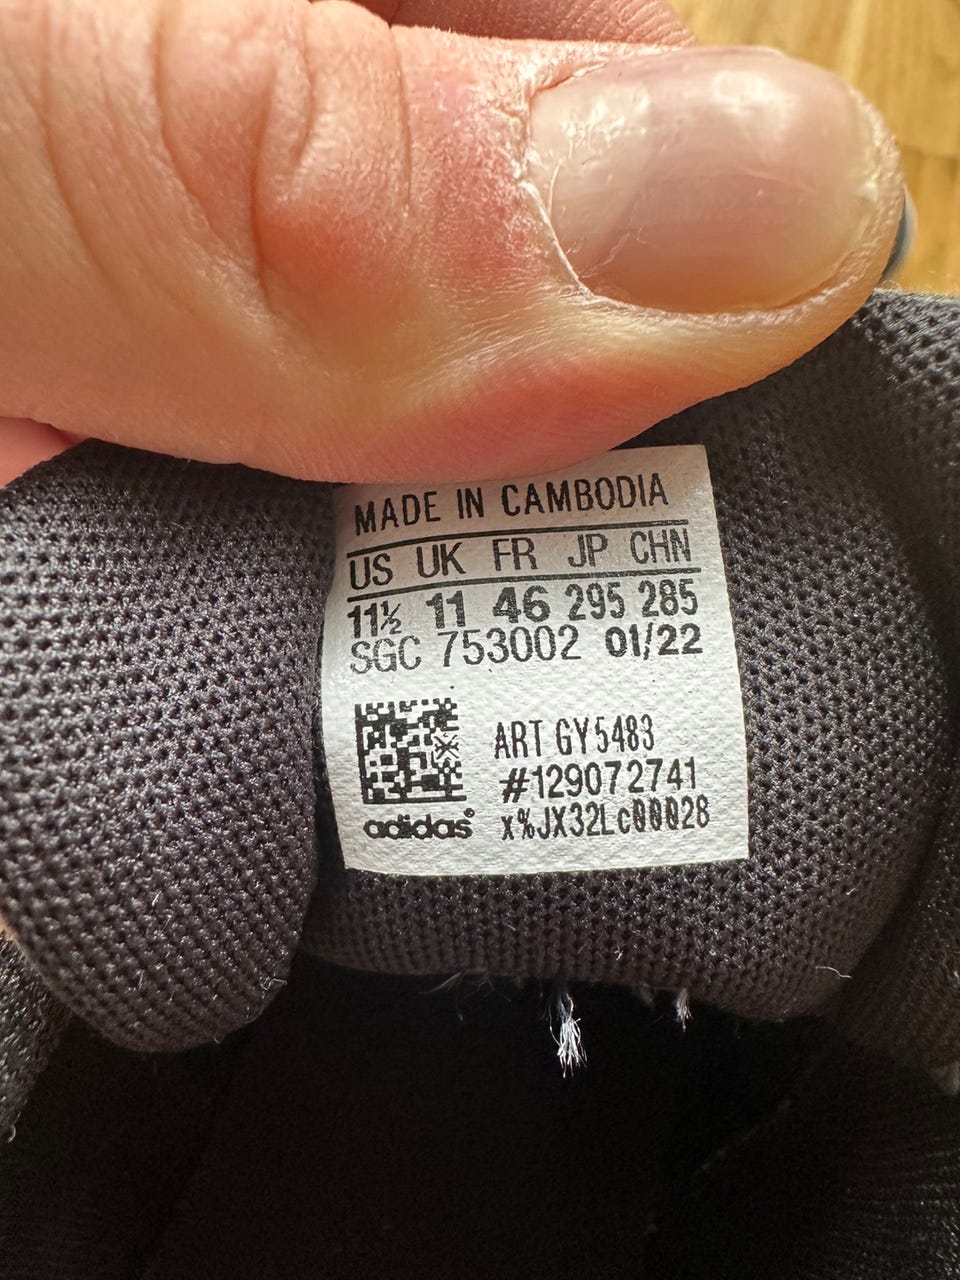 MADE IN CAMBODIA
US UK FR JP CHN
11½ 11 46 295 285
SGC 753002 01/22
ART GY5483
#129072741
adidas® x%JX32Lc00028